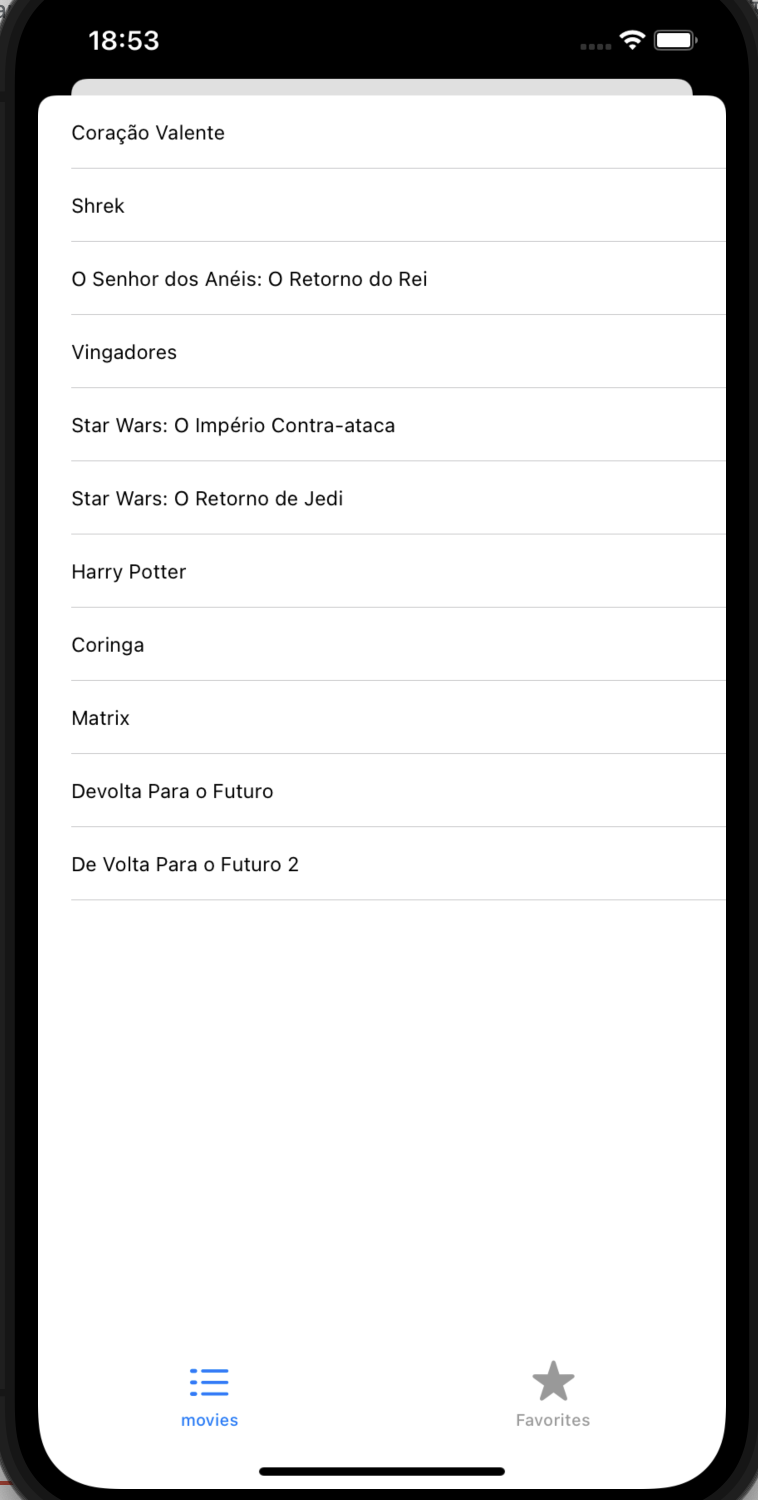 18:53
Coração Valente
Shrek
O Senhor dos Anéis: O Retorno do Rei
Vingadores
Star Wars: O Império Contra-ataca
Star Wars: O Retorno de Jedi
Harry Potter
Coringa
Matrix
Devolta Para o Futuro
De Volta Para o Futuro 2
movies
Favorites